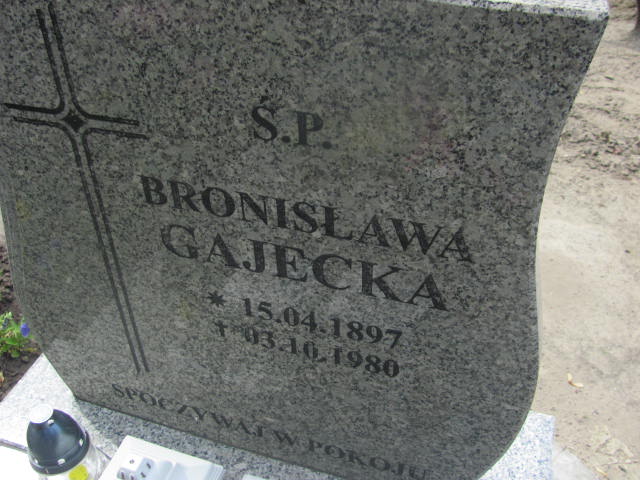 Ś.P.
BRONISŁAWA
GAJECKA
* 15.04.1897
✝ 03.10.1980
SPOCZYWAJ W POKOJU